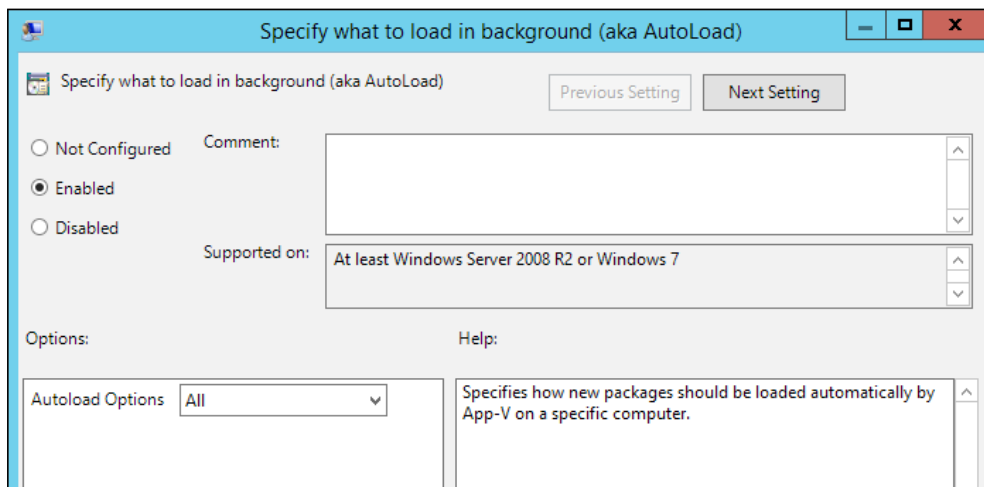 Specify what to load in background (aka AutoLoad)
Specify what to load in background (aka AutoLoad)
Previous Setting
Next Setting
Not Configured
Comment:
Enabled
Disabled
Supported on:
At least Windows Server 2008 R2 or Windows 7
Options:
Help:
Autoload Options
All
Specifies how new packages should be loaded automatically by
App-V on a specific computer.